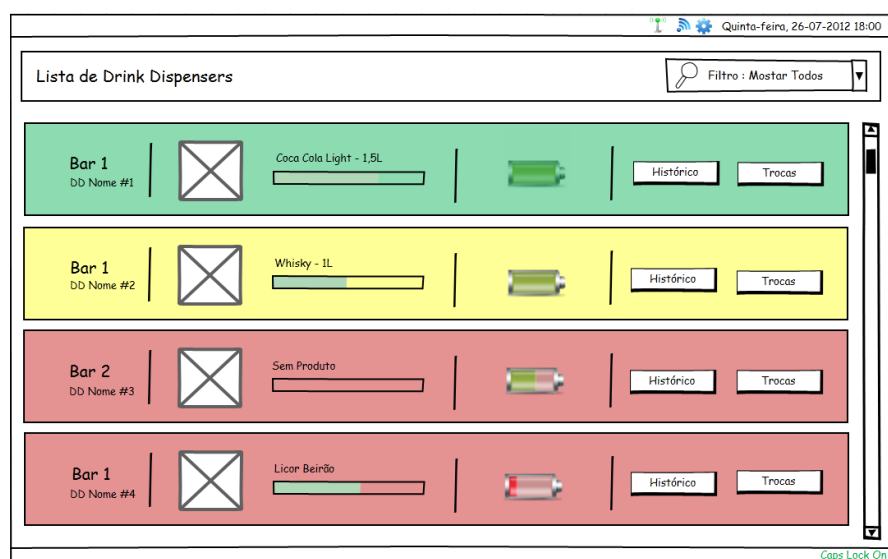 Quinta-feira, 26-07-2012 18:00
Lista de Drink Dispensers
Filtro : Mostar Todos
Bar 1
DD Nome #1
Coca Cola Light - 1,5L
Histórico
Trocas
Bar 1
DD Nome #2
Whisky - 1L
Histórico
Trocas
Bar 2
DD Nome #3
Sem Produto
Histórico
Trocas
Bar 1
DD Nome #4
Licor Beirão
Histórico
Trocas
Caps Lock On